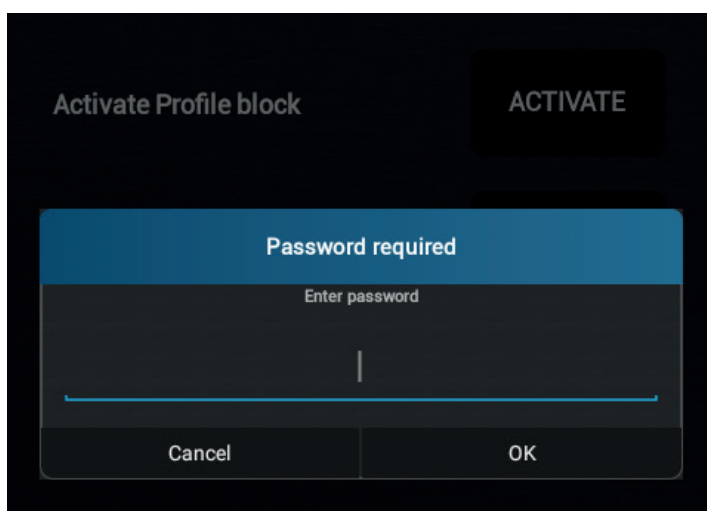 Activate Profile block
ACTIVATE
Password required
Enter password
Cancel
OK